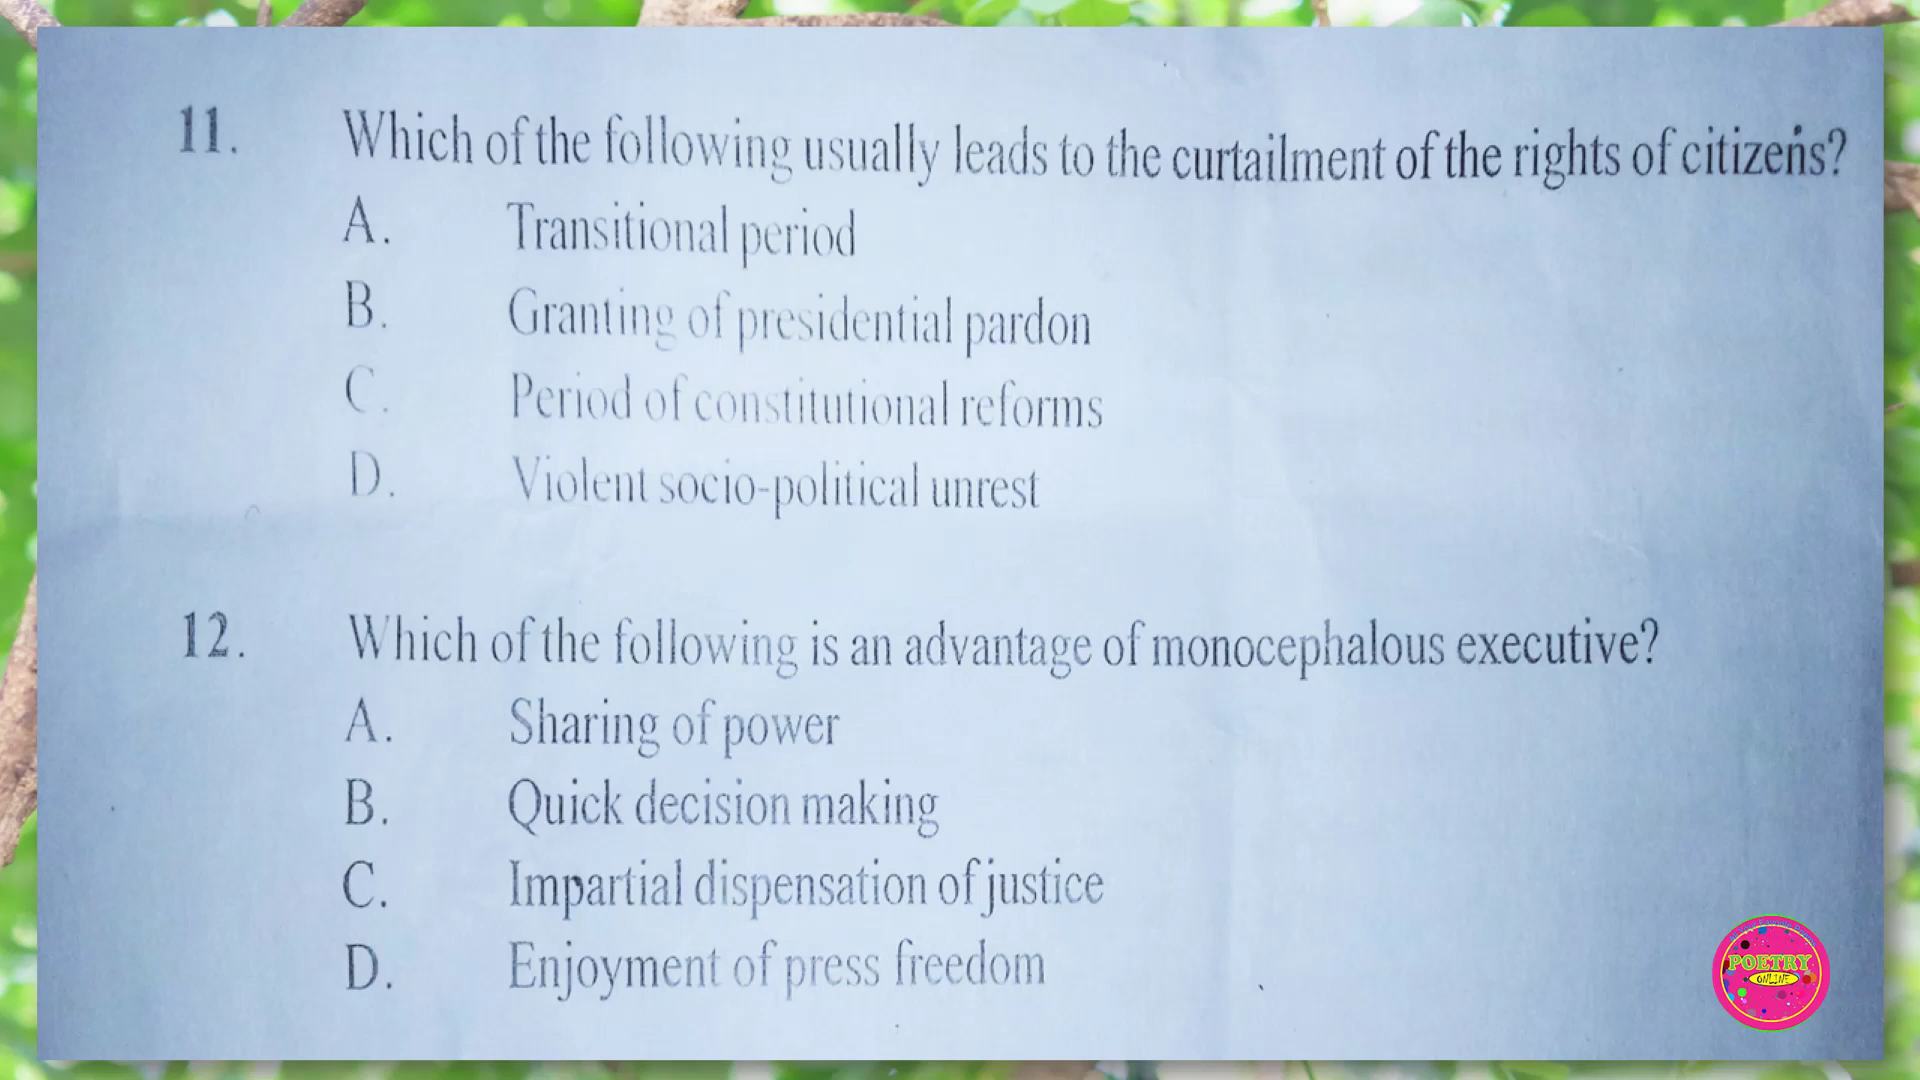 11. Which of the following usually leads to the curtailment of the rights of citizens?
A. Transitional period
B. Granting of presidential pardon
C. Period of constitutional reforms
D. Violent socio-political unrest
12. Which of the following is an advantage of monocephalous executive?
A. Sharing of power
B. Quick decision making
C. Impartial dispensation of justice
D. Enjoyment of press freedom
POETRY
ONLINE